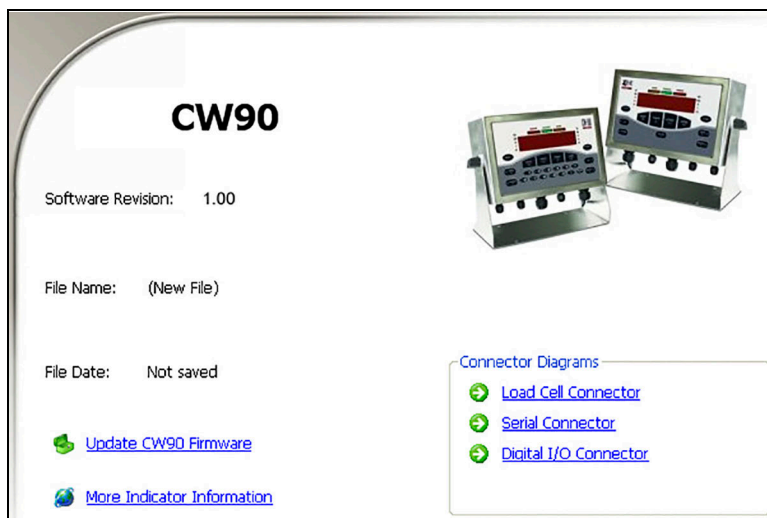 CW90
Software Revision: 1.00
File Name: (New File)
File Date: Not saved
Update CW90 Firmware
More Indicator Information
Connector Diagrams
Load Cell Connector
Serial Connector
Digital I/O Connector